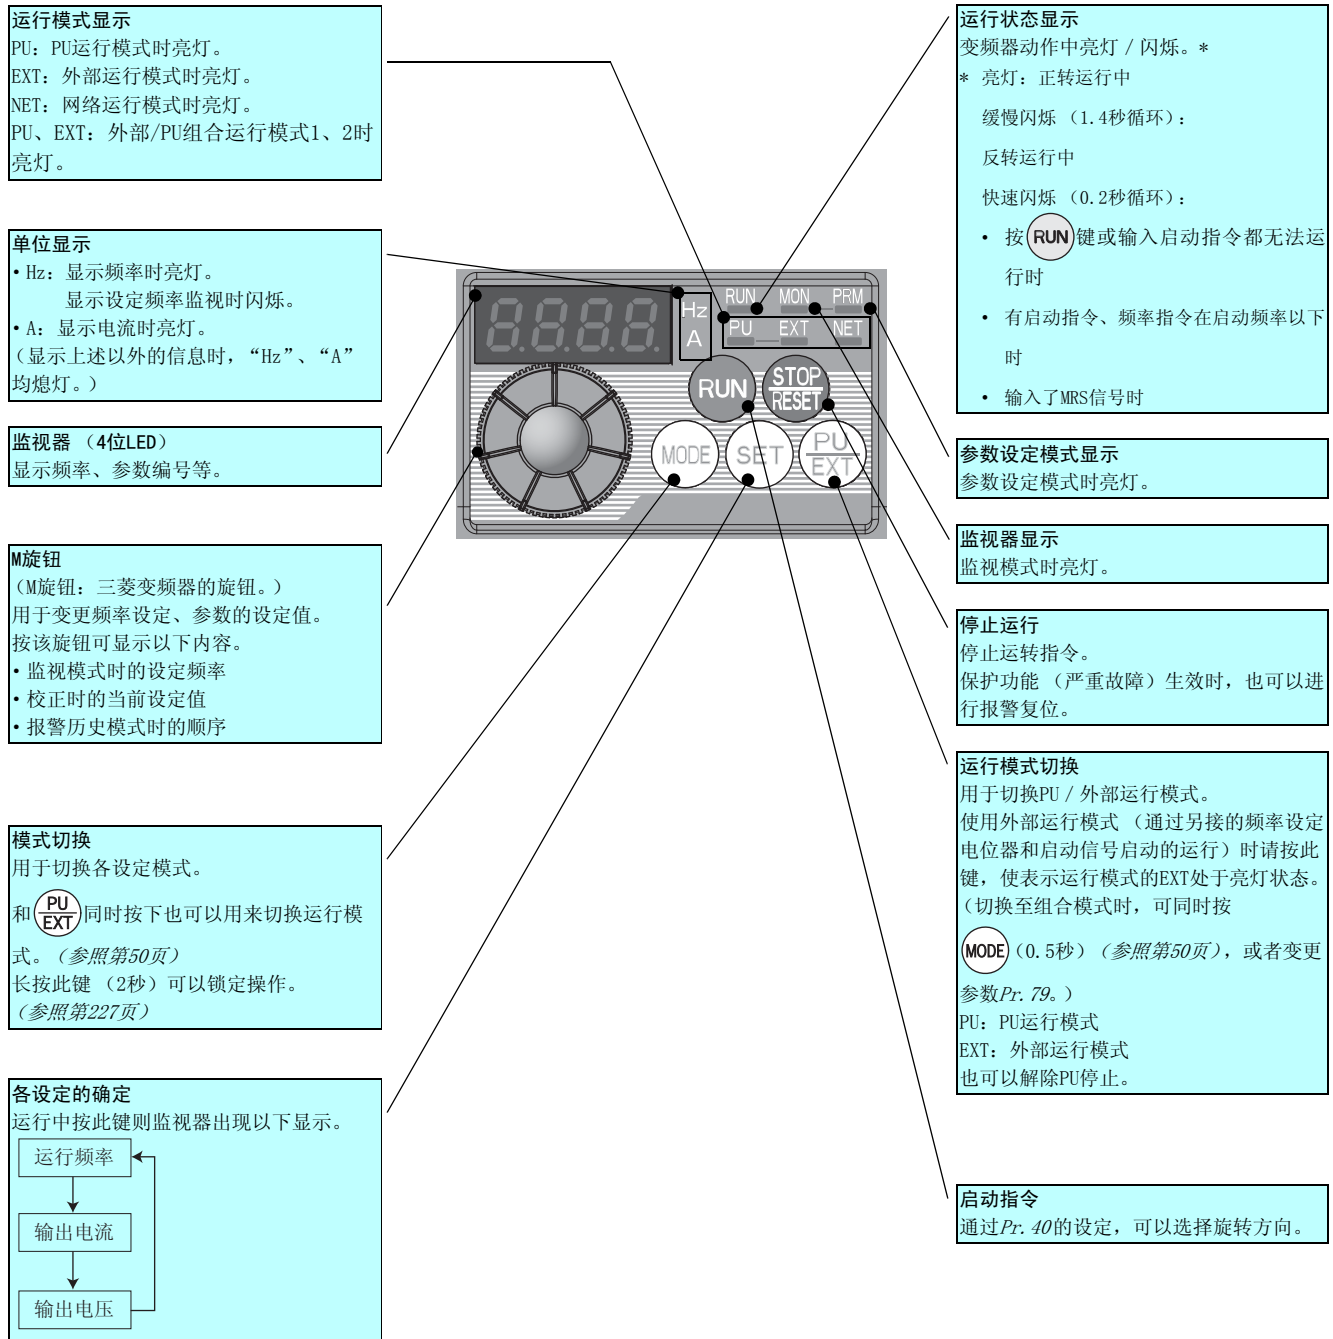 运行模式显示
PU：PU运行模式时亮灯。
EXT：外部运行模式时亮灯。
NET：网络运行模式时亮灯。
PU、EXT：外部/PU组合运行模式1、2时
亮灯。
单位显示
•Hz：显示频率时亮灯。
显示设定频率监视时闪烁。
•A：显示电流时亮灯。
（显示上述以外的信息时，“Hz”、“A”
均熄灯。）
监视器 （4位LED）
显示频率、参数编号等。
M旋钮
（M旋钮：三菱变频器的旋钮。）
用于变更频率设定、参数的设定值。
按该旋钮可显示以下内容。
•监视模式时的设定频率
•校正时的当前设定值
•报警历史模式时的顺序
模式切换
用于切换各设定模式。
和PU/EXT同时按下也可以用来切换运行模
式。（参照第50页）
长按此键 （2秒）可以锁定操作。
（参照第227页）
各设定的确定
运行中按此键则监视器出现以下显示。
运行频率
输出电流
输出电压
8.8.8.8.
Hz
A
RUN MON PRM
PU EXT NET
RUN
STOP
RESET
MODE
SET
PU
EXT
运行状态显示
变频器动作中亮灯／闪烁。*
* 亮灯：正转运行中
缓慢闪烁 （1.4秒循环）：
反转运行中
快速闪烁 （0.2秒循环）：
• 按RUN键或输入启动指令都无法运
行时
• 有启动指令、频率指令在启动频率以下
时
• 输入了MRS信号时
参数设定模式显示
参数设定模式时亮灯。
监视器显示
监视模式时亮灯。
停止运行
停止运转指令。
保护功能 （严重故障）生效时，也可以进
行报警复位。
运行模式切换
用于切换PU／外部运行模式。
使用外部运行模式 （通过另接的频率设定
电位器和启动信号启动的运行）时请按此
键，使表示运行模式的EXT处于亮灯状态。
（切换至组合模式时，可同时按
MODE（0.5秒）（参照第50页），或者变更
参数Pr.79。）
PU：PU运行模式
EXT：外部运行模式
也可以解除PU停止。
启动指令
通过Pr.40的设定，可以选择旋转方向。